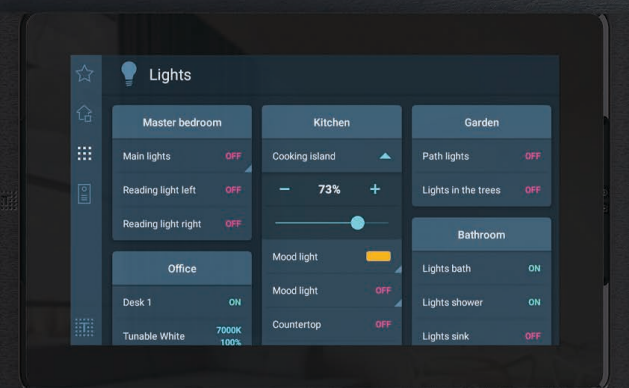 Lights
Master bedroom
Main lights OFF
Reading light left OFF
Reading light right OFF
Office
Desk 1 ON
Tunable White 7000K
100%
Kitchen
Cooking island
− 73% +
Mood light
Mood light OFF
Countertop OFF
Garden
Path lights OFF
Lights in the trees OFF
Bathroom
Lights bath ON
Lights shower ON
Lights sink OFF